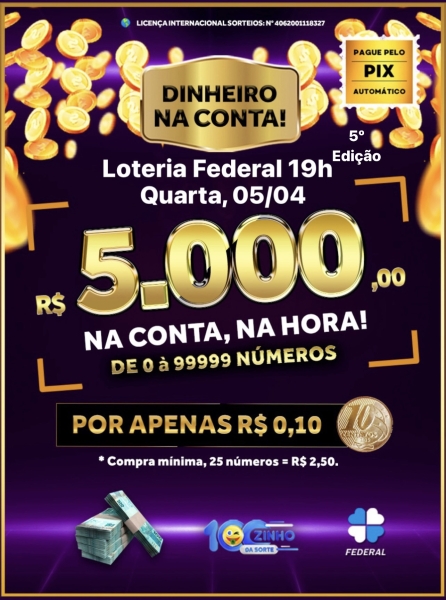 LICENÇA INTERNACIONAL SORTEIOS: Nº 4062001118327
PAGUE PELO
PIX
AUTOMÁTICO
DINHEIRO
NA CONTA!
5º
Edição
Loteria Federal 19h
Quarta, 05/04
R$ 5.000,00
NA CONTA, NA HORA!
DE 0 à 99999 NÚMEROS
POR APENAS R$ 0,10
10
CENTAVOS
* Compra mínima, 25 números = R$ 2,50.
100ZINHO
DA SORTE
FEDERAL